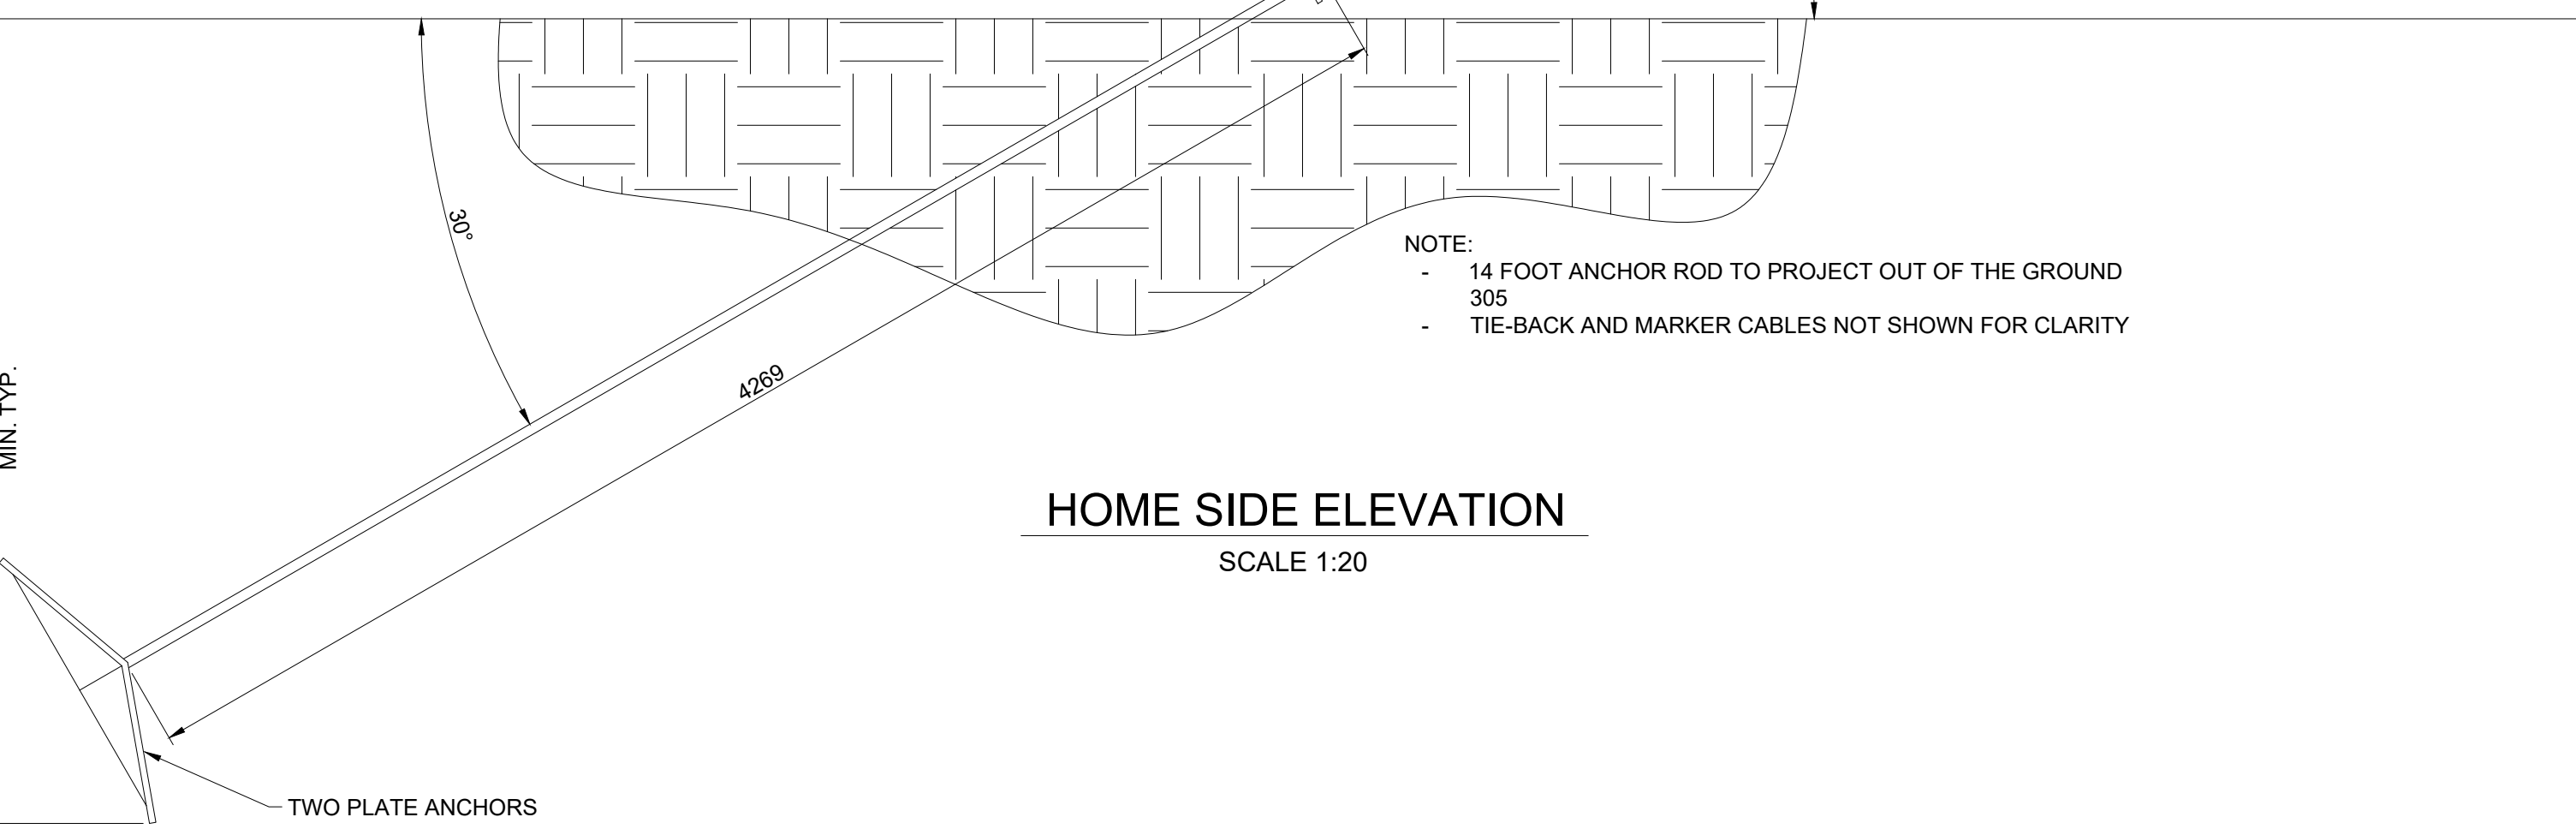 30°
NOTE:
- 14 FOOT ANCHOR ROD TO PROJECT OUT OF THE GROUND
305
- TIE-BACK AND MARKER CABLES NOT SHOWN FOR CLARITY
MIN. TYP.
4269
HOME SIDE ELEVATION
SCALE 1:20
TWO PLATE ANCHORS